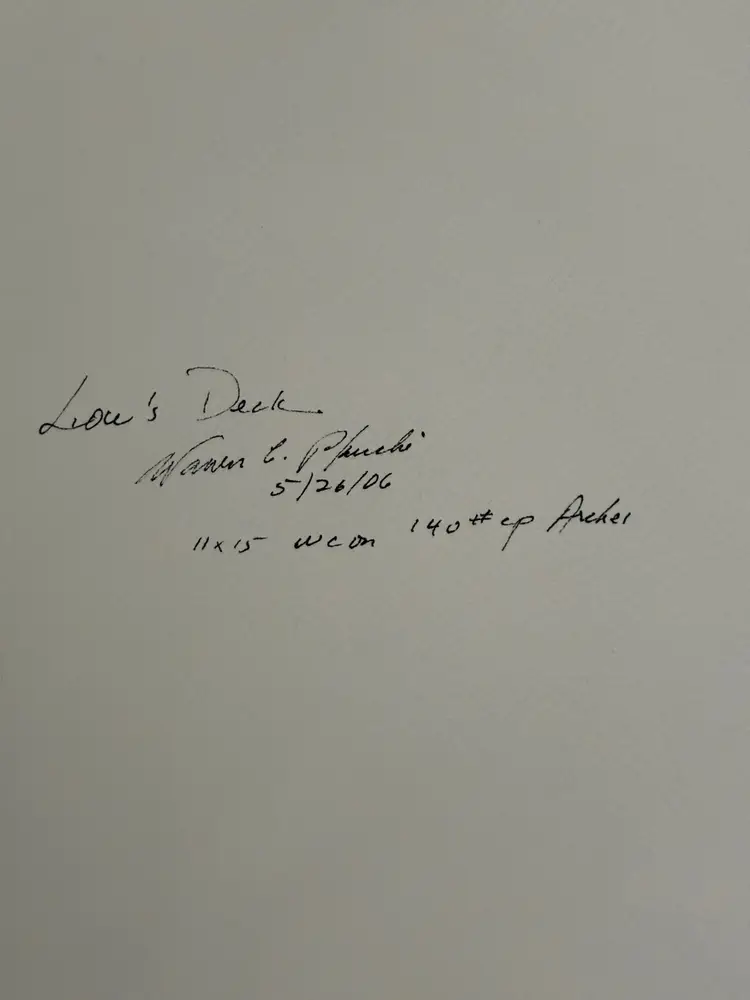 Lou's Deck
Warren C.
5/26/06
11x15 wc on 140# cp Arches